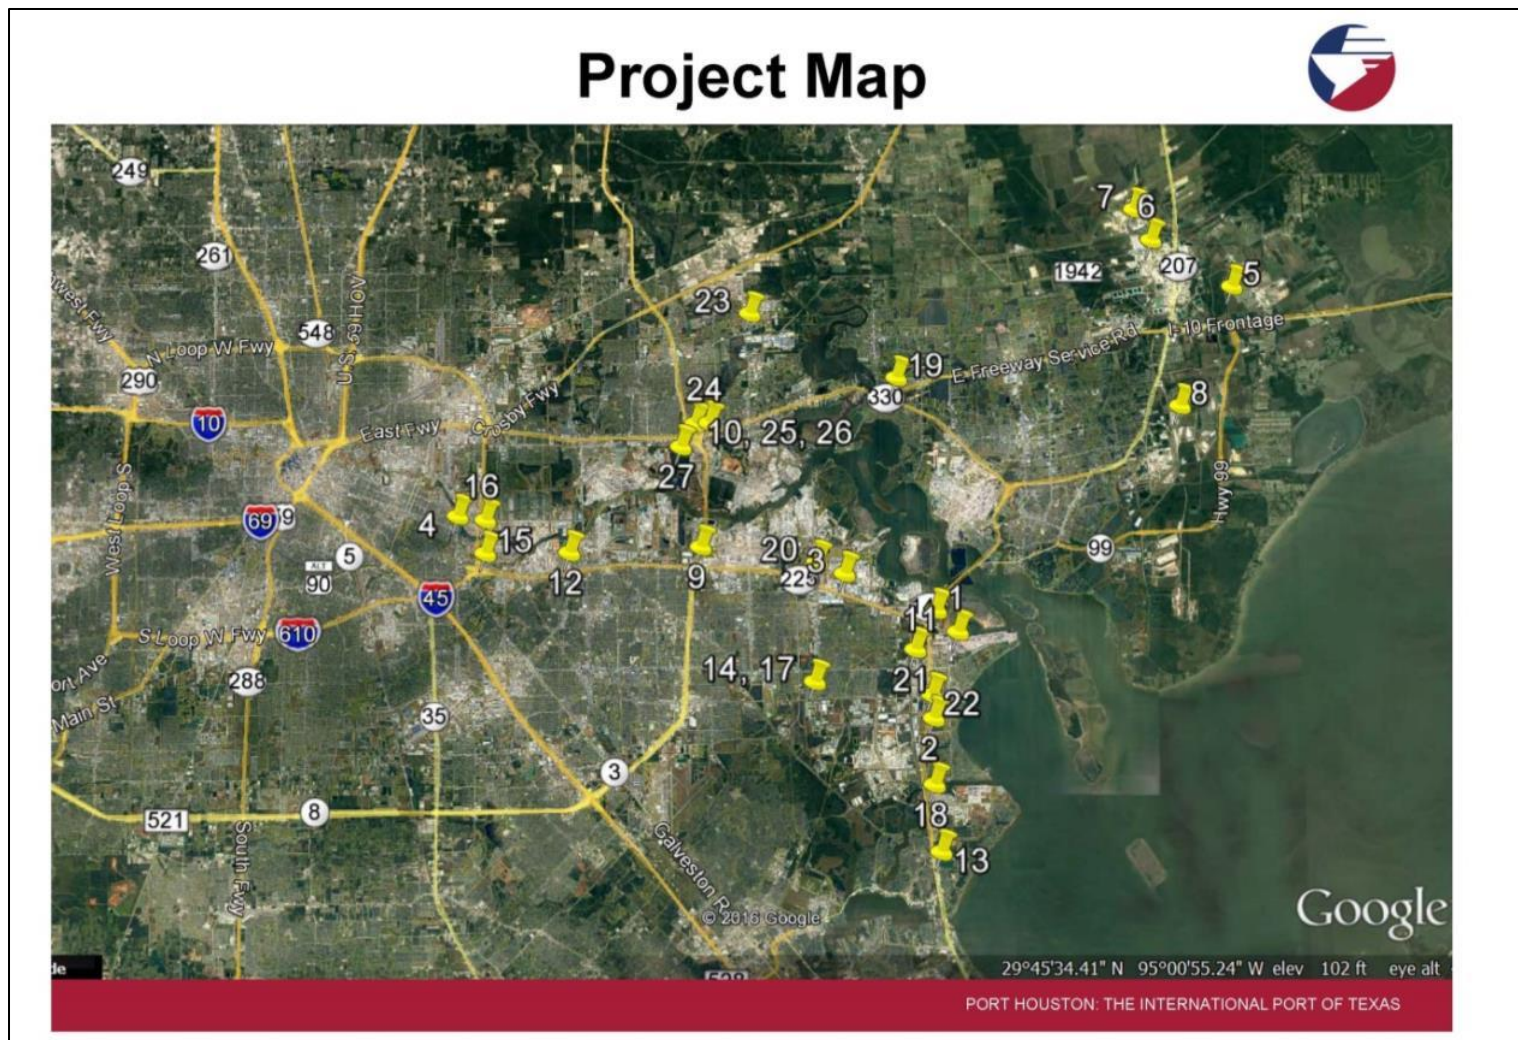 Project Map
249
7
6
261
1942
207
5
23
548
U.S. 69 HOV
N Loop W Fwy
I-10 Frontage
E Freeway Service Rd
290
19
330
8
24
Crosby Fwy
10
East Fwy
10, 25, 26
27
West Loop S
16
4
69
15
Hwy 99
5
12
9
20
3
225
99
ALT
90
45
1
11
S Loop W Fwy
610
14, 17
288
21
22
Main St
35
2
3
521
8
18
13
South Fwy
Galveston R
© 2016 Google
Google
29°45'34.41" N 95°00'55.24" W elev 102 ft eye alt
PORT HOUSTON: THE INTERNATIONAL PORT OF TEXAS